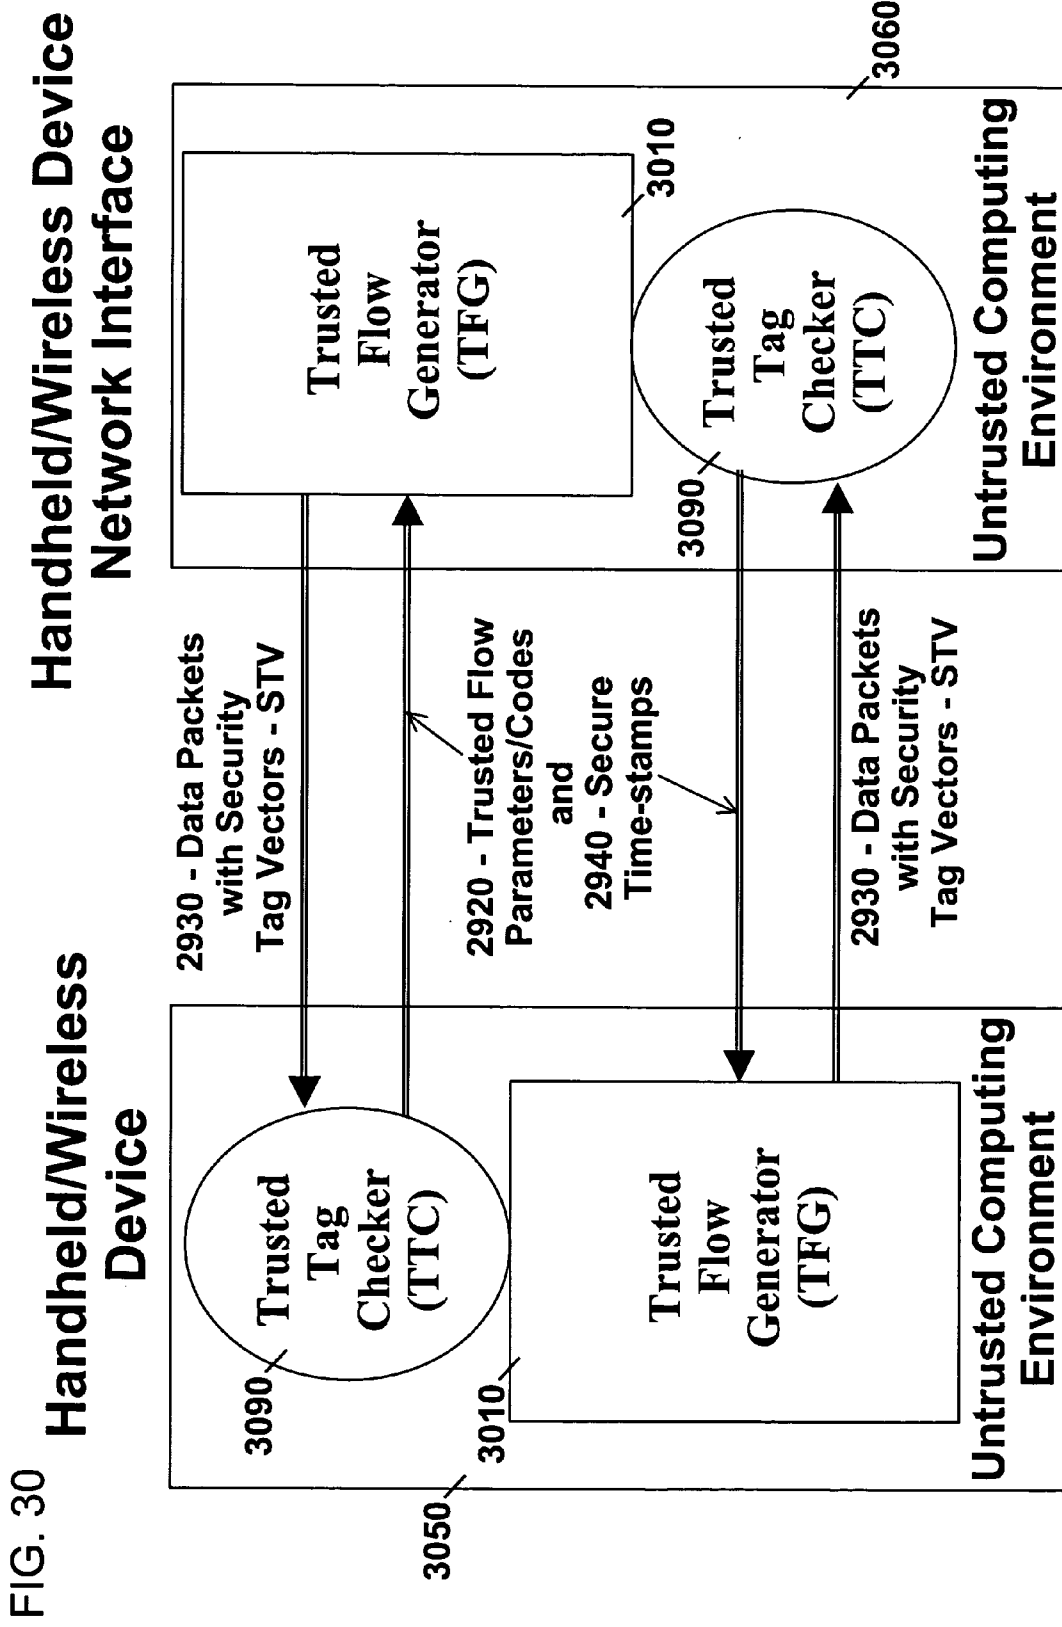 FIG. 30
Handheld/Wireless
Device
Handheld/Wireless Device
Network Interface
3050
3090
Trusted
Tag
Checker
(TTC)
3010
Trusted
Flow
Generator
(TFG)
Untrusted Computing
Environment
2930 - Data Packets
with Security
Tag Vectors - STV
2920 - Trusted Flow
Parameters/Codes
and
2940 - Secure
Time-stamps
2930 - Data Packets
with Security
Tag Vectors - STV
Trusted
Flow
Generator
(TFG)
3010
3090
Trusted
Tag
Checker
(TTC)
3060
Untrusted Computing
Environment